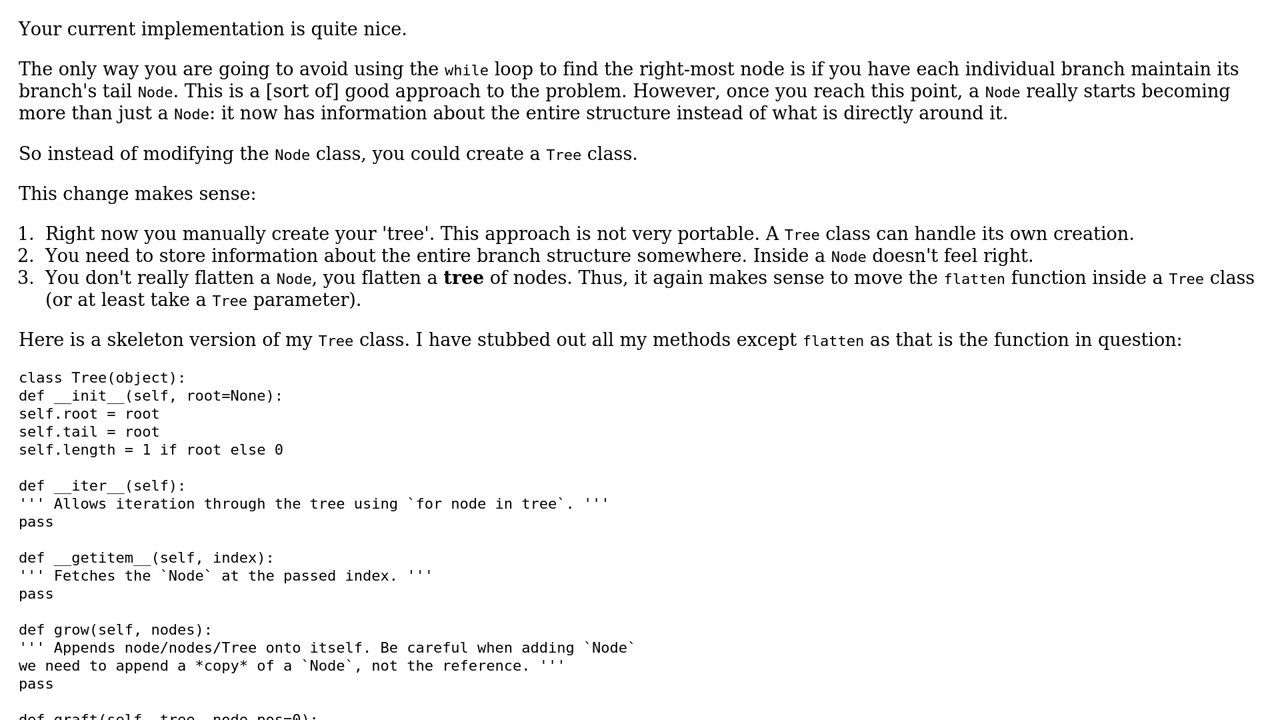 Your current implementation is quite nice.
The only way you are going to avoid using the while loop to find the right-most node is if you have each individual branch maintain its
branch's tail Node. This is a [sort of] good approach to the problem. However, once you reach this point, a Node really starts becoming
more than just a Node: it now has information about the entire structure instead of what is directly around it.
So instead of modifying the Node class, you could create a Tree class.
This change makes sense:
1. Right now you manually create your 'tree'. This approach is not very portable. A Tree class can handle its own creation.
2. You need to store information about the entire branch structure somewhere. Inside a Node doesn't feel right.
3. You don't really flatten a Node, you flatten a tree of nodes. Thus, it again makes sense to move the flatten function inside a Tree class
(or at least take a Tree parameter).
Here is a skeleton version of my Tree class. I have stubbed out all my methods except flatten as that is the function in question:
class Tree(object):
def __init__(self, root=None):
self.root = root
self.tail = root
self.length = 1 if root else 0
def __iter__(self):
''' Allows iteration through the tree using `for node in tree`. '''
pass
def __getitem__(self, index):
''' Fetches the `Node` at the passed index. '''
pass
def grow(self, nodes):
''' Appends node/nodes/Tree onto itself. Be careful when adding `Node`
we need to append a *copy* of a `Node`, not the reference. '''
pass
def graft(self, tree, node_pos=0):